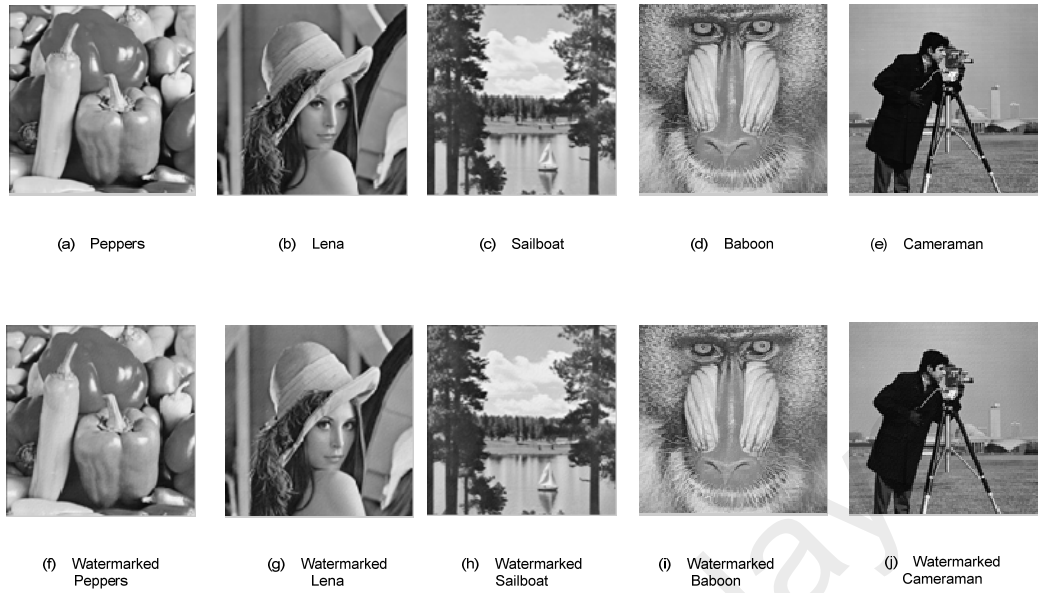 (a) Peppers
(b) Lena
(c) Sailboat
(d) Baboon
(e) Cameraman
(f) Watermarked
Peppers
(g) Watermarked
Lena
(h) Watermarked
Sailboat
(i) Watermarked
Baboon
(j) Watermarked
Cameraman